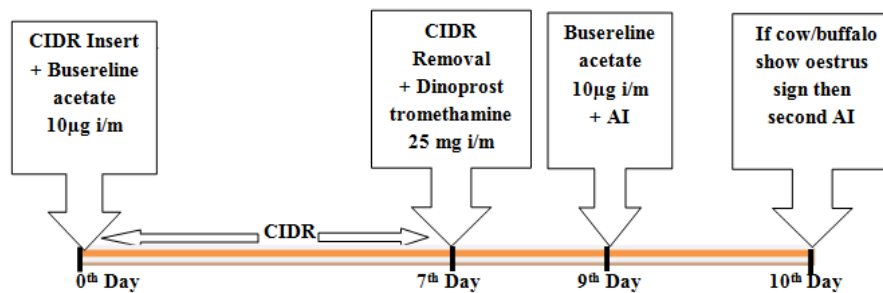 CIDR Insert
+ Busereline
acetate
10µg i/m
CIDR
Removal
+ Dinoprost
tromethamine
25 mg i/m
Busereline
acetate
10µg i/m
+ AI
If cow/buffalo
show oestrus
sign then
second AI
CIDR
0th Day
7th Day
9th Day
10th Day